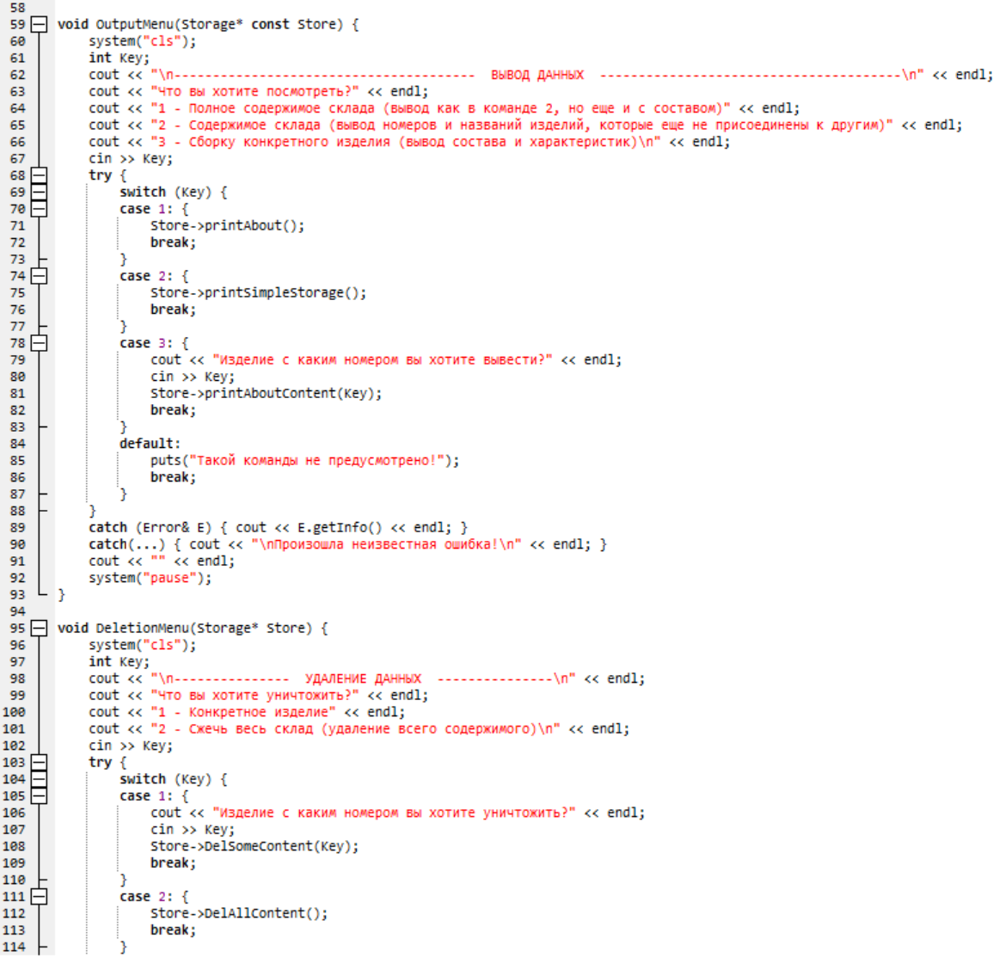 58
59 void OutputMenu(Storage* const Store) {
60 system("cls");
61 int Key;
62 cout << "\n--------------------------------------- ВЫВОД ДАННЫХ ---------------------------------------\n" << endl;
63 cout << "Что вы хотите посмотреть?" << endl;
64 cout << "1 - Полное содержимое склада (вывод как в команде 2, но еще и с составом)" << endl;
65 cout << "2 - Содержимое склада (вывод номеров и названий изделий, которые еще не присоединены к другим)" << endl;
66 cout << "3 - Сборку конкретного изделия (вывод состава и характеристик)\n" << endl;
67 cin >> Key;
68 try {
69 switch (Key) {
70 case 1: {
71 Store->printAbout();
72 break;
73 }
74 case 2: {
75 Store->printSimpleStorage();
76 break;
77 }
78 case 3: {
79 cout << "Изделие с каким номером вы хотите вывести?" << endl;
80 cin >> Key;
81 Store->printAboutContent(Key);
82 break;
83 }
84 default:
85 puts("Такой команды не предусмотрено!");
86 break;
87 }
88 }
89 catch (Error& E) { cout << E.getInfo() << endl; }
90 catch(...) { cout << "\nПроизошла неизвестная ошибка!\n" << endl; }
91 cout << "" << endl;
92 system("pause");
93 }
94
95 void DeletionMenu(Storage* Store) {
96 system("cls");
97 int Key;
98 cout << "\n--------------- УДАЛЕНИЕ ДАННЫХ ---------------\n" << endl;
99 cout << "Что вы хотите уничтожить?" << endl;
100 cout << "1 - Конкретное изделие" << endl;
101 cout << "2 - Сжечь весь склад (удаление всего содержимого)\n" << endl;
102 cin >> Key;
103 try {
104 switch (Key) {
105 case 1: {
106 cout << "Изделие с каким номером вы хотите уничтожить?" << endl;
107 cin >> Key;
108 Store->DelSomeContent(Key);
109 break;
110 }
111 case 2: {
112 Store->DelAllContent();
113 break;
114 }